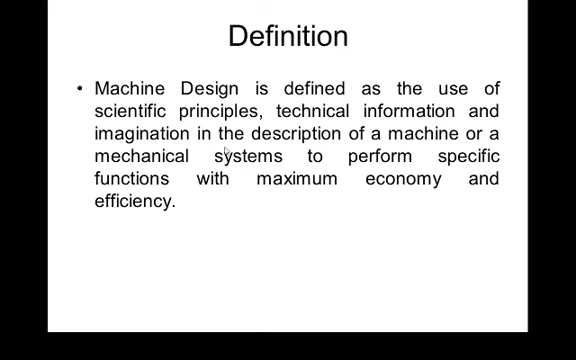 Definition
• Machine Design is defined as the use of
scientific principles, technical information and
imagination in the description of a machine or a
mechanical systems to perform specific
functions with maximum economy and
efficiency.